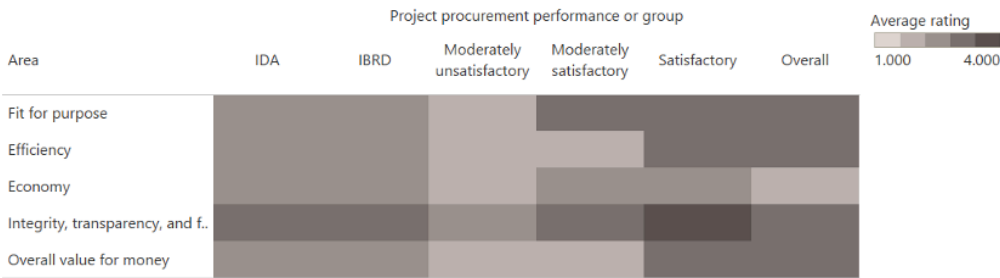 Project procurement performance or group
Average rating
1.000 4.000
Area IDA IBRD Moderately unsatisfactory Moderately satisfactory Satisfactory Overall
Fit for purpose
Efficiency
Economy
Integrity, transparency, and f..
Overall value for money